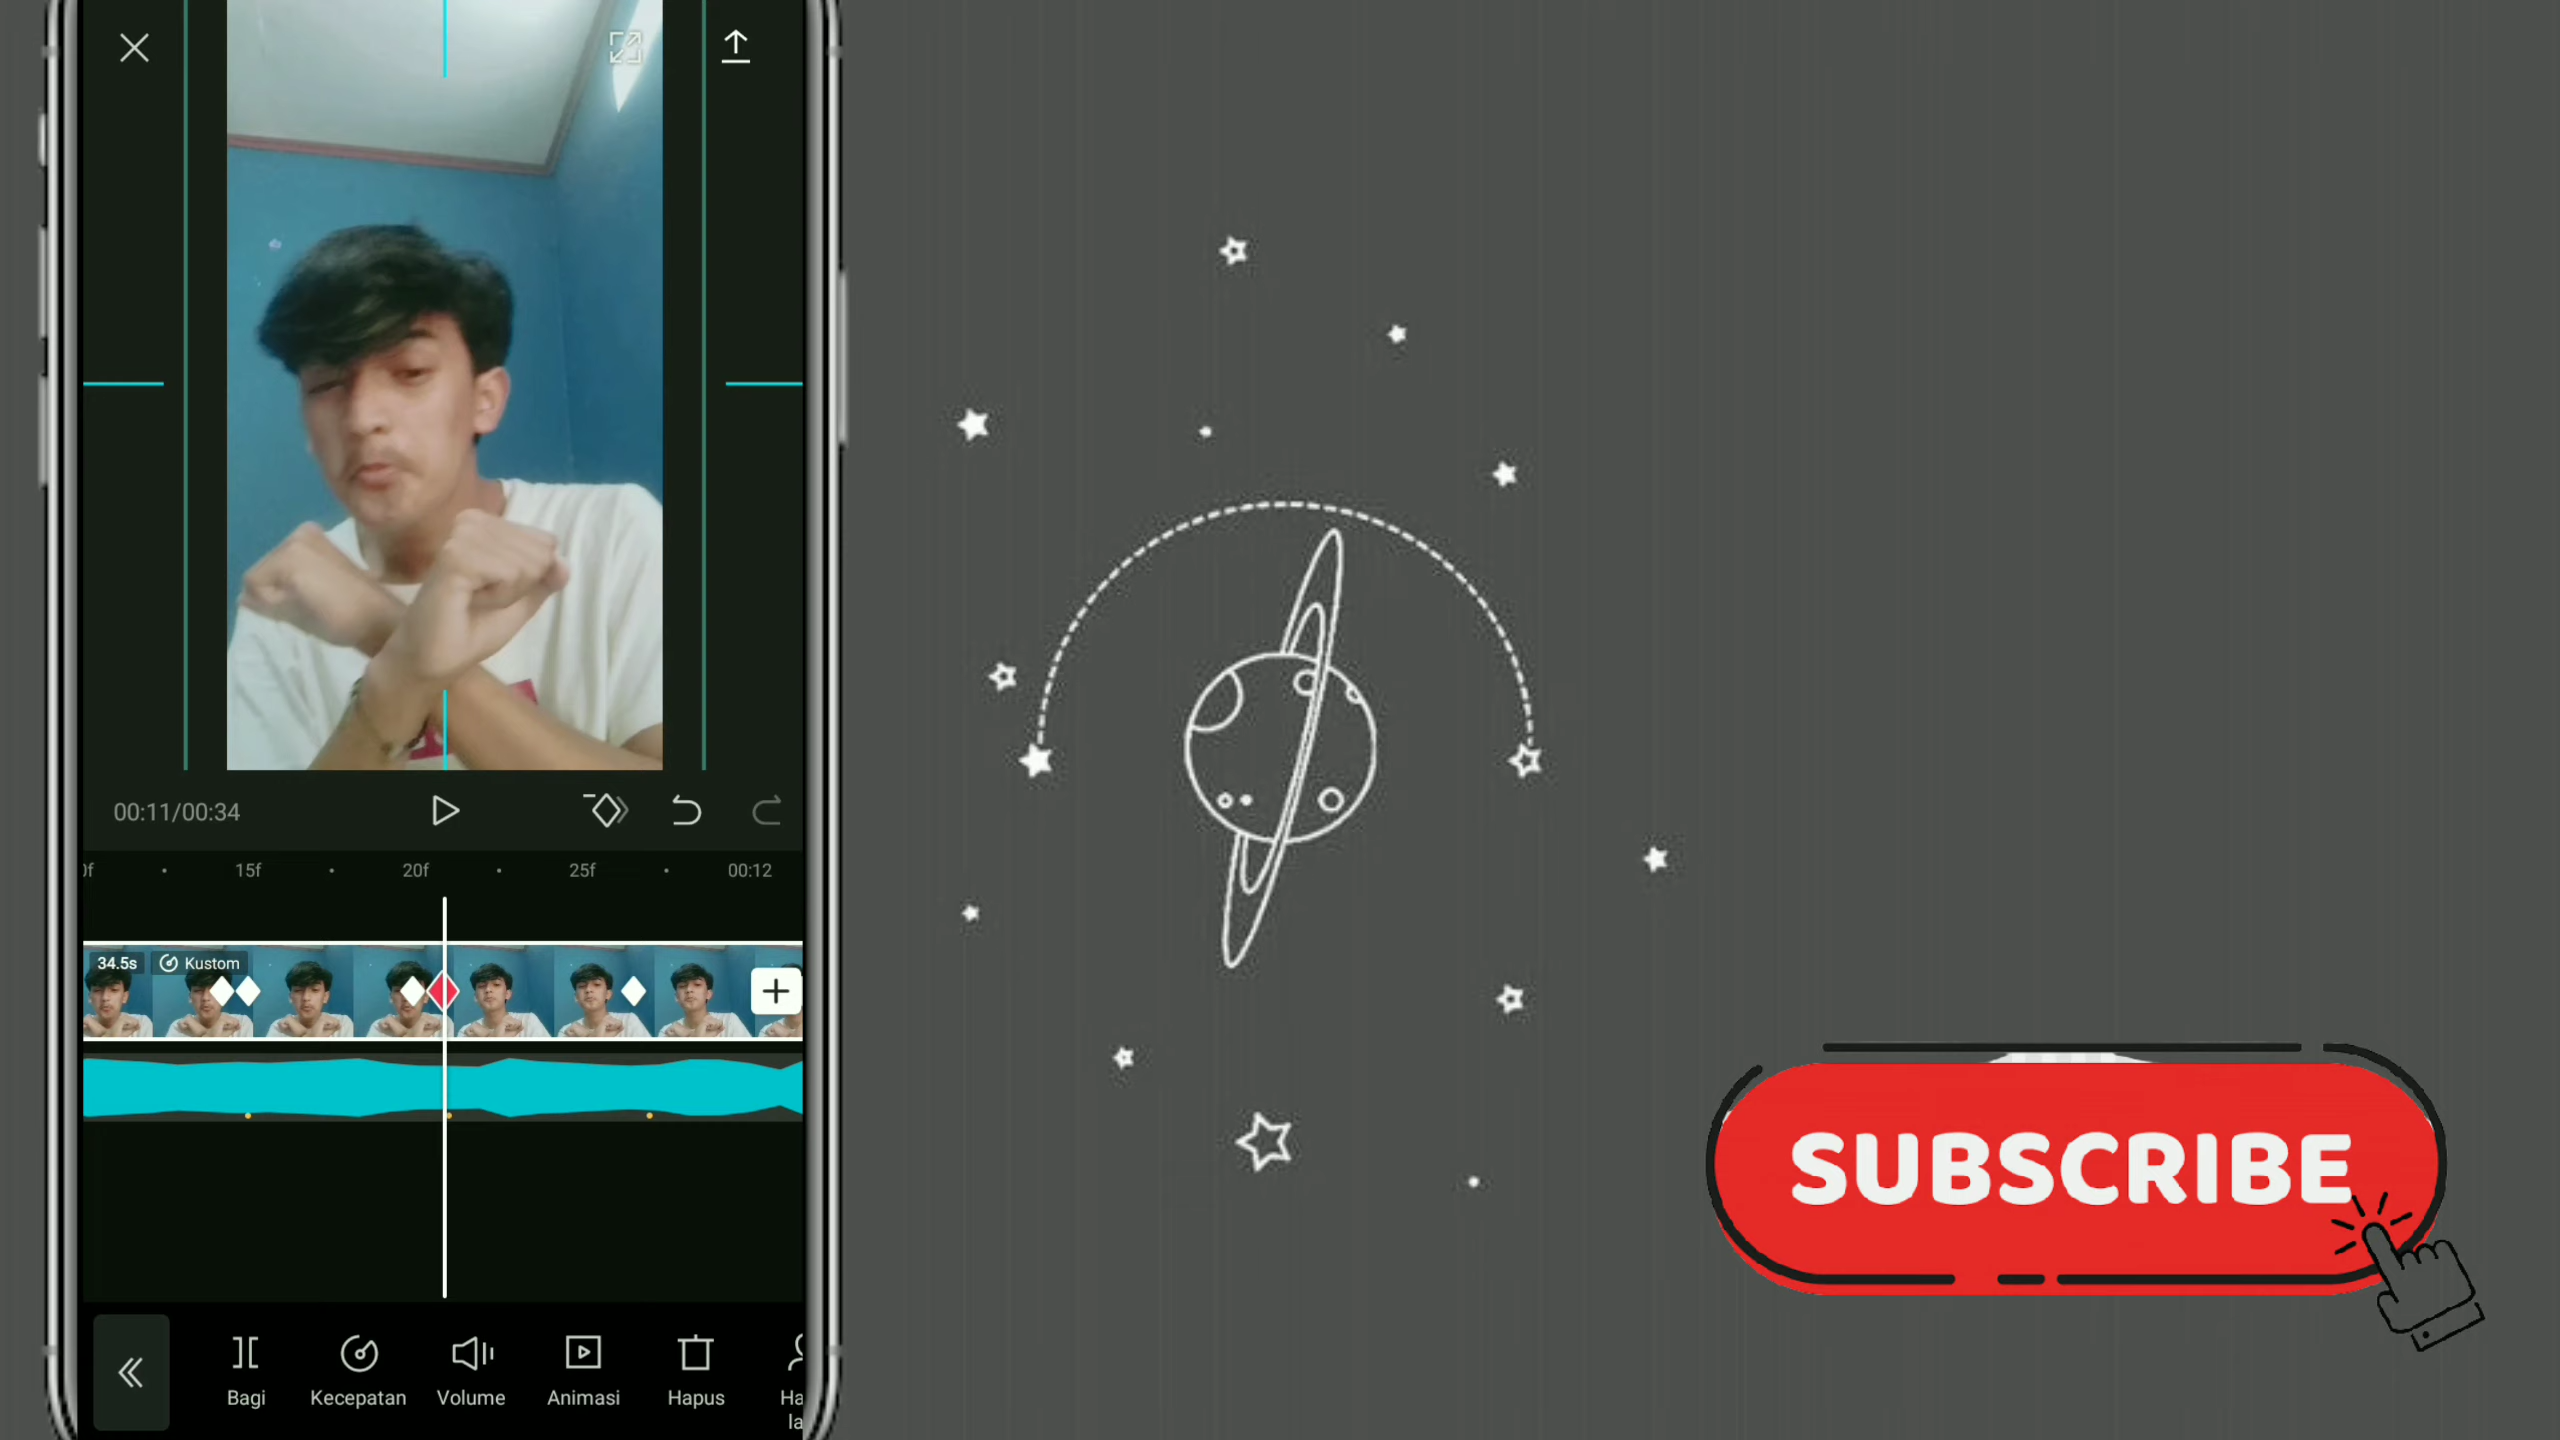 00:11/00:34
15f
20f
25f
00:12
34.5s
Kustom
Bagi
Kecepatan
Volume
Animasi
Hapus
SUBSCRIBE